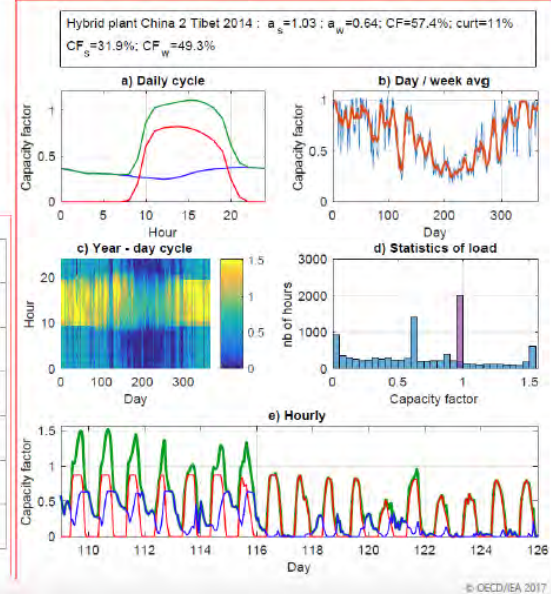 Hybrid plant China 2 Tibet 2014 : a_s=1.03 ; a_w=0.64; CF=57.4%; curt=11%
CF_s=31.9%; CF_w=49.3%
a) Daily cycle
Capacity factor
1
0.5
0
0 10 20
Hour
b) Day / week avg
Capacity factor
1
0.5
0
0 100 200 300
Day
c) Year - day cycle
Hour
20
10
0
0 100 200 300
Day
1.5
1
0.5
0
d) Statistics of load
nb of hours
3000
2000
1000
0
0 0.5 1 1.5
Capacity factor
e) Hourly
Capacity factor
1.5
1
0.5
0
110 112 114 116 118 120 122 124 126
Day
© OECD/IEA 2017